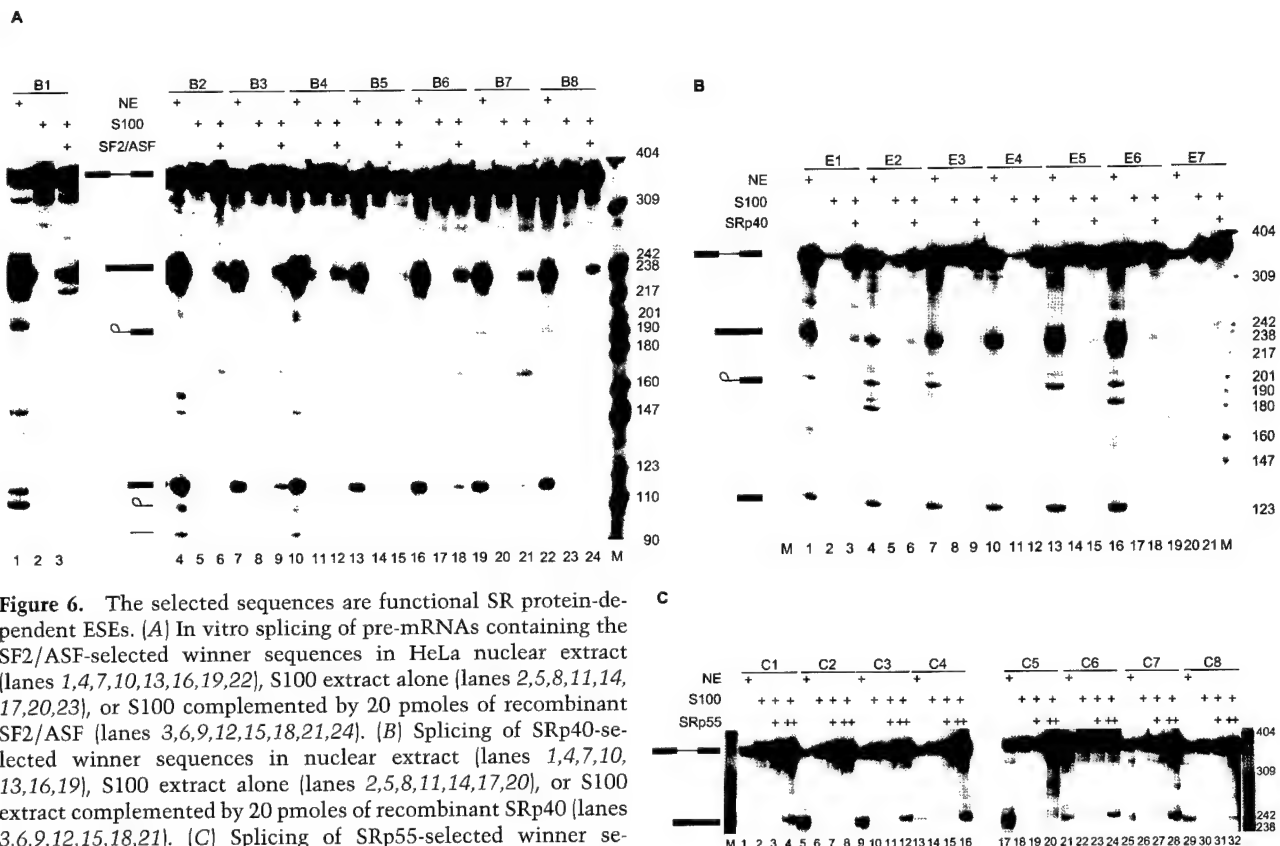 A
B1 B2 B3 B4 B5 B6 B7 B8
NE + + + + + + + +
S100 + + + + + + + + + + + + + + + +
SF2/ASF + + + + + + + +
404
309
242
238
217
201
190
180
160
147
123
110
90
1 2 3 4 5 6 7 8 9 10 11 12 13 14 15 16 17 18 19 20 21 22 23 24 M
B
E1 E2 E3 E4 E5 E6 E7
NE + + + + + + +
S100 + + + + + + + + + + + + + +
SRp40 + + + + + + +
404
309
242
238
217
201
190
180
160
147
123
M 1 2 3 4 5 6 7 8 9 10 11 12 13 14 15 16 17 18 19 20 21 M
Figure 6. The selected sequences are functional SR protein-de-
pendent ESEs. (A) In vitro splicing of pre-mRNAs containing the
SF2/ASF-selected winner sequences in HeLa nuclear extract
(lanes 1,4,7,10,13,16,19,22), S100 extract alone (lanes 2,5,8,11,14,
17,20,23), or S100 complemented by 20 pmoles of recombinant
SF2/ASF (lanes 3,6,9,12,15,18,21,24). (B) Splicing of SRp40-se-
lected winner sequences in nuclear extract (lanes 1,4,7,10,
13,16,19), S100 extract alone (lanes 2,5,8,11,14,17,20), or S100
extract complemented by 20 pmoles of recombinant SRp40 (lanes
3,6,9,12,15,18,21). (C) Splicing of SRp55-selected winner se-
C
C1 C2 C3 C4 C5 C6 C7 C8
NE + + + + + + + +
S100 + + + + + + + + + + + + + + + + + + + + + + + +
SRp55 + ++ + ++ + ++ + ++ + ++ + ++ + ++ + ++
404
309
242
238
M 1 2 3 4 5 6 7 8 9 10 11 12 13 14 15 16 17 18 19 20 21 22 23 24 25 26 27 28 29 30 31 32